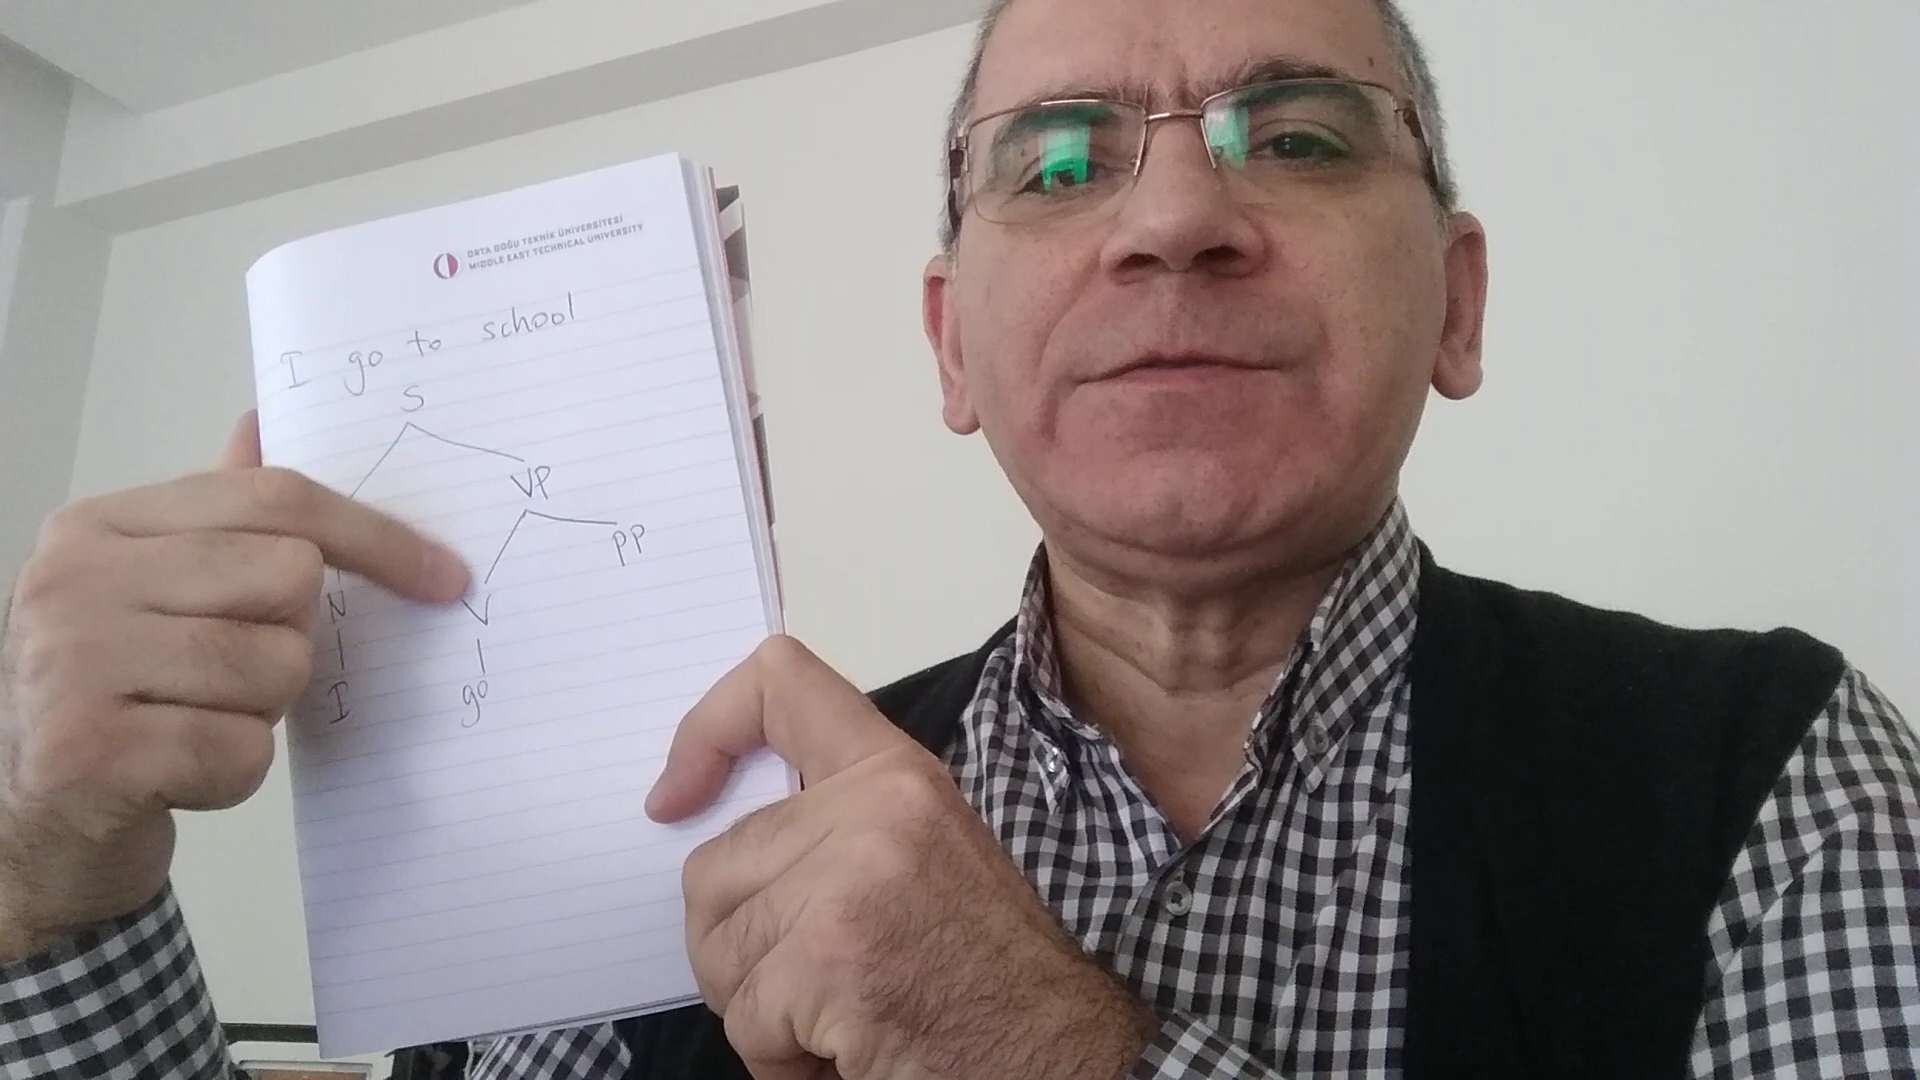 ORTA DOĞU TEKNİK ÜNİVERSİTESİ
MIDDLE EAST TECHNICAL UNIVERSITY
I go to school
S
VP
PP
N V
I go